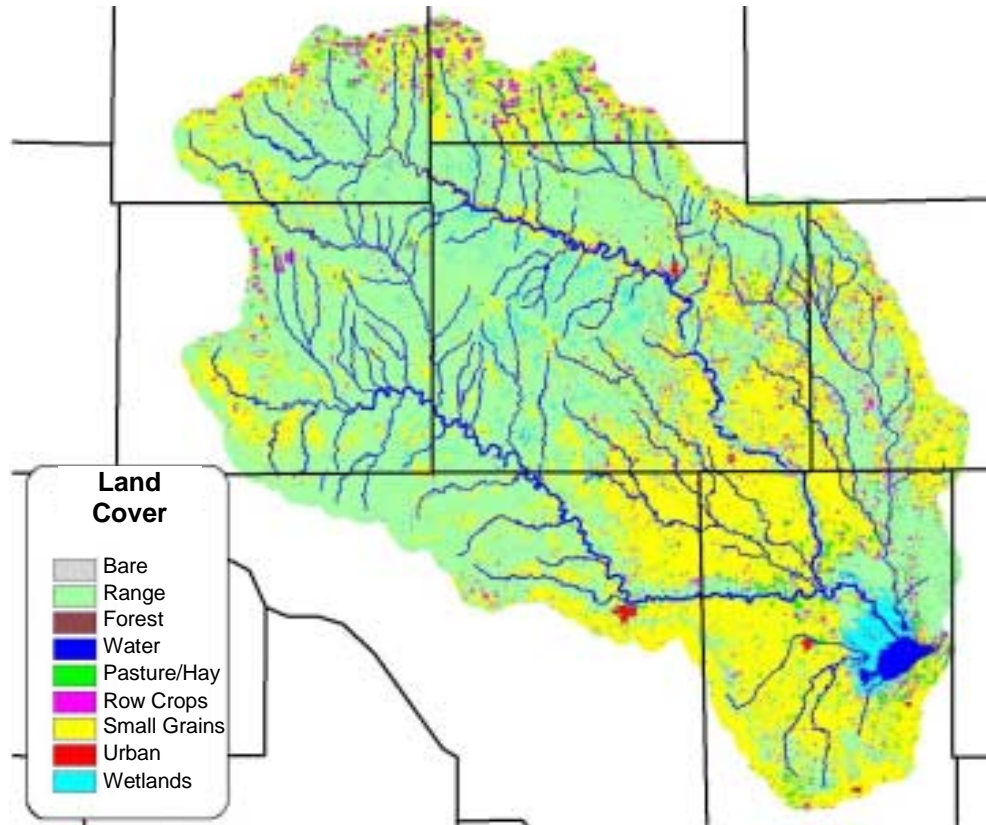 Land
Cover
Bare
Range
Forest
Water
Pasture/Hay
Row Crops
Small Grains
Urban
Wetlands